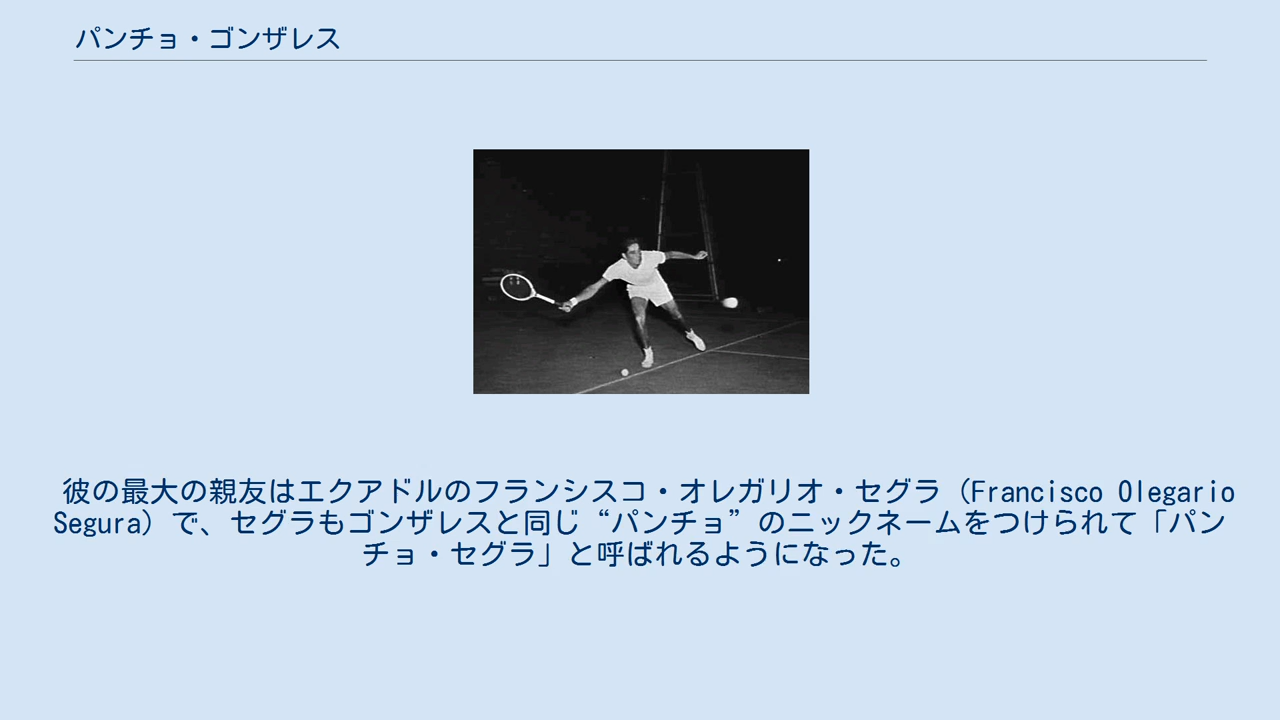 パンチョ・ゴンザレス
彼の最大の親友はエクアドルのフランシスコ・オレガリオ・セグラ（Francisco Olegario
Segura）で、セグラもゴンザレスと同じ“パンチョ”のニックネームをつけられて「パン
チョ・セグラ」と呼ばれるようになった。